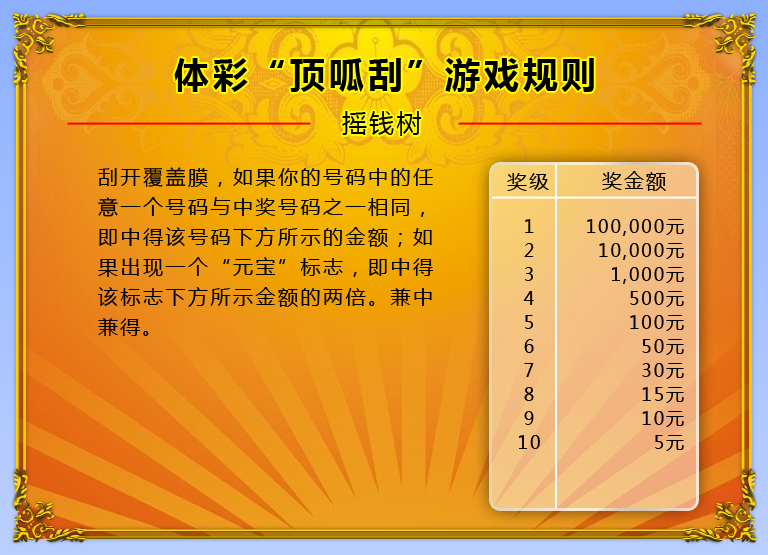 体彩“顶呱刮”游戏规则
摇钱树
刮开覆盖膜，如果你的号码中的任
意一个号码与中奖号码之一相同，
即中得该号码下方所示的金额；如
果出现一个“元宝”标志，即中得
该标志下方所示金额的两倍。兼中
兼得。
奖级 奖金额
1 100,000元
2 10,000元
3 1,000元
4 500元
5 100元
6 50元
7 30元
8 15元
9 10元
10 5元